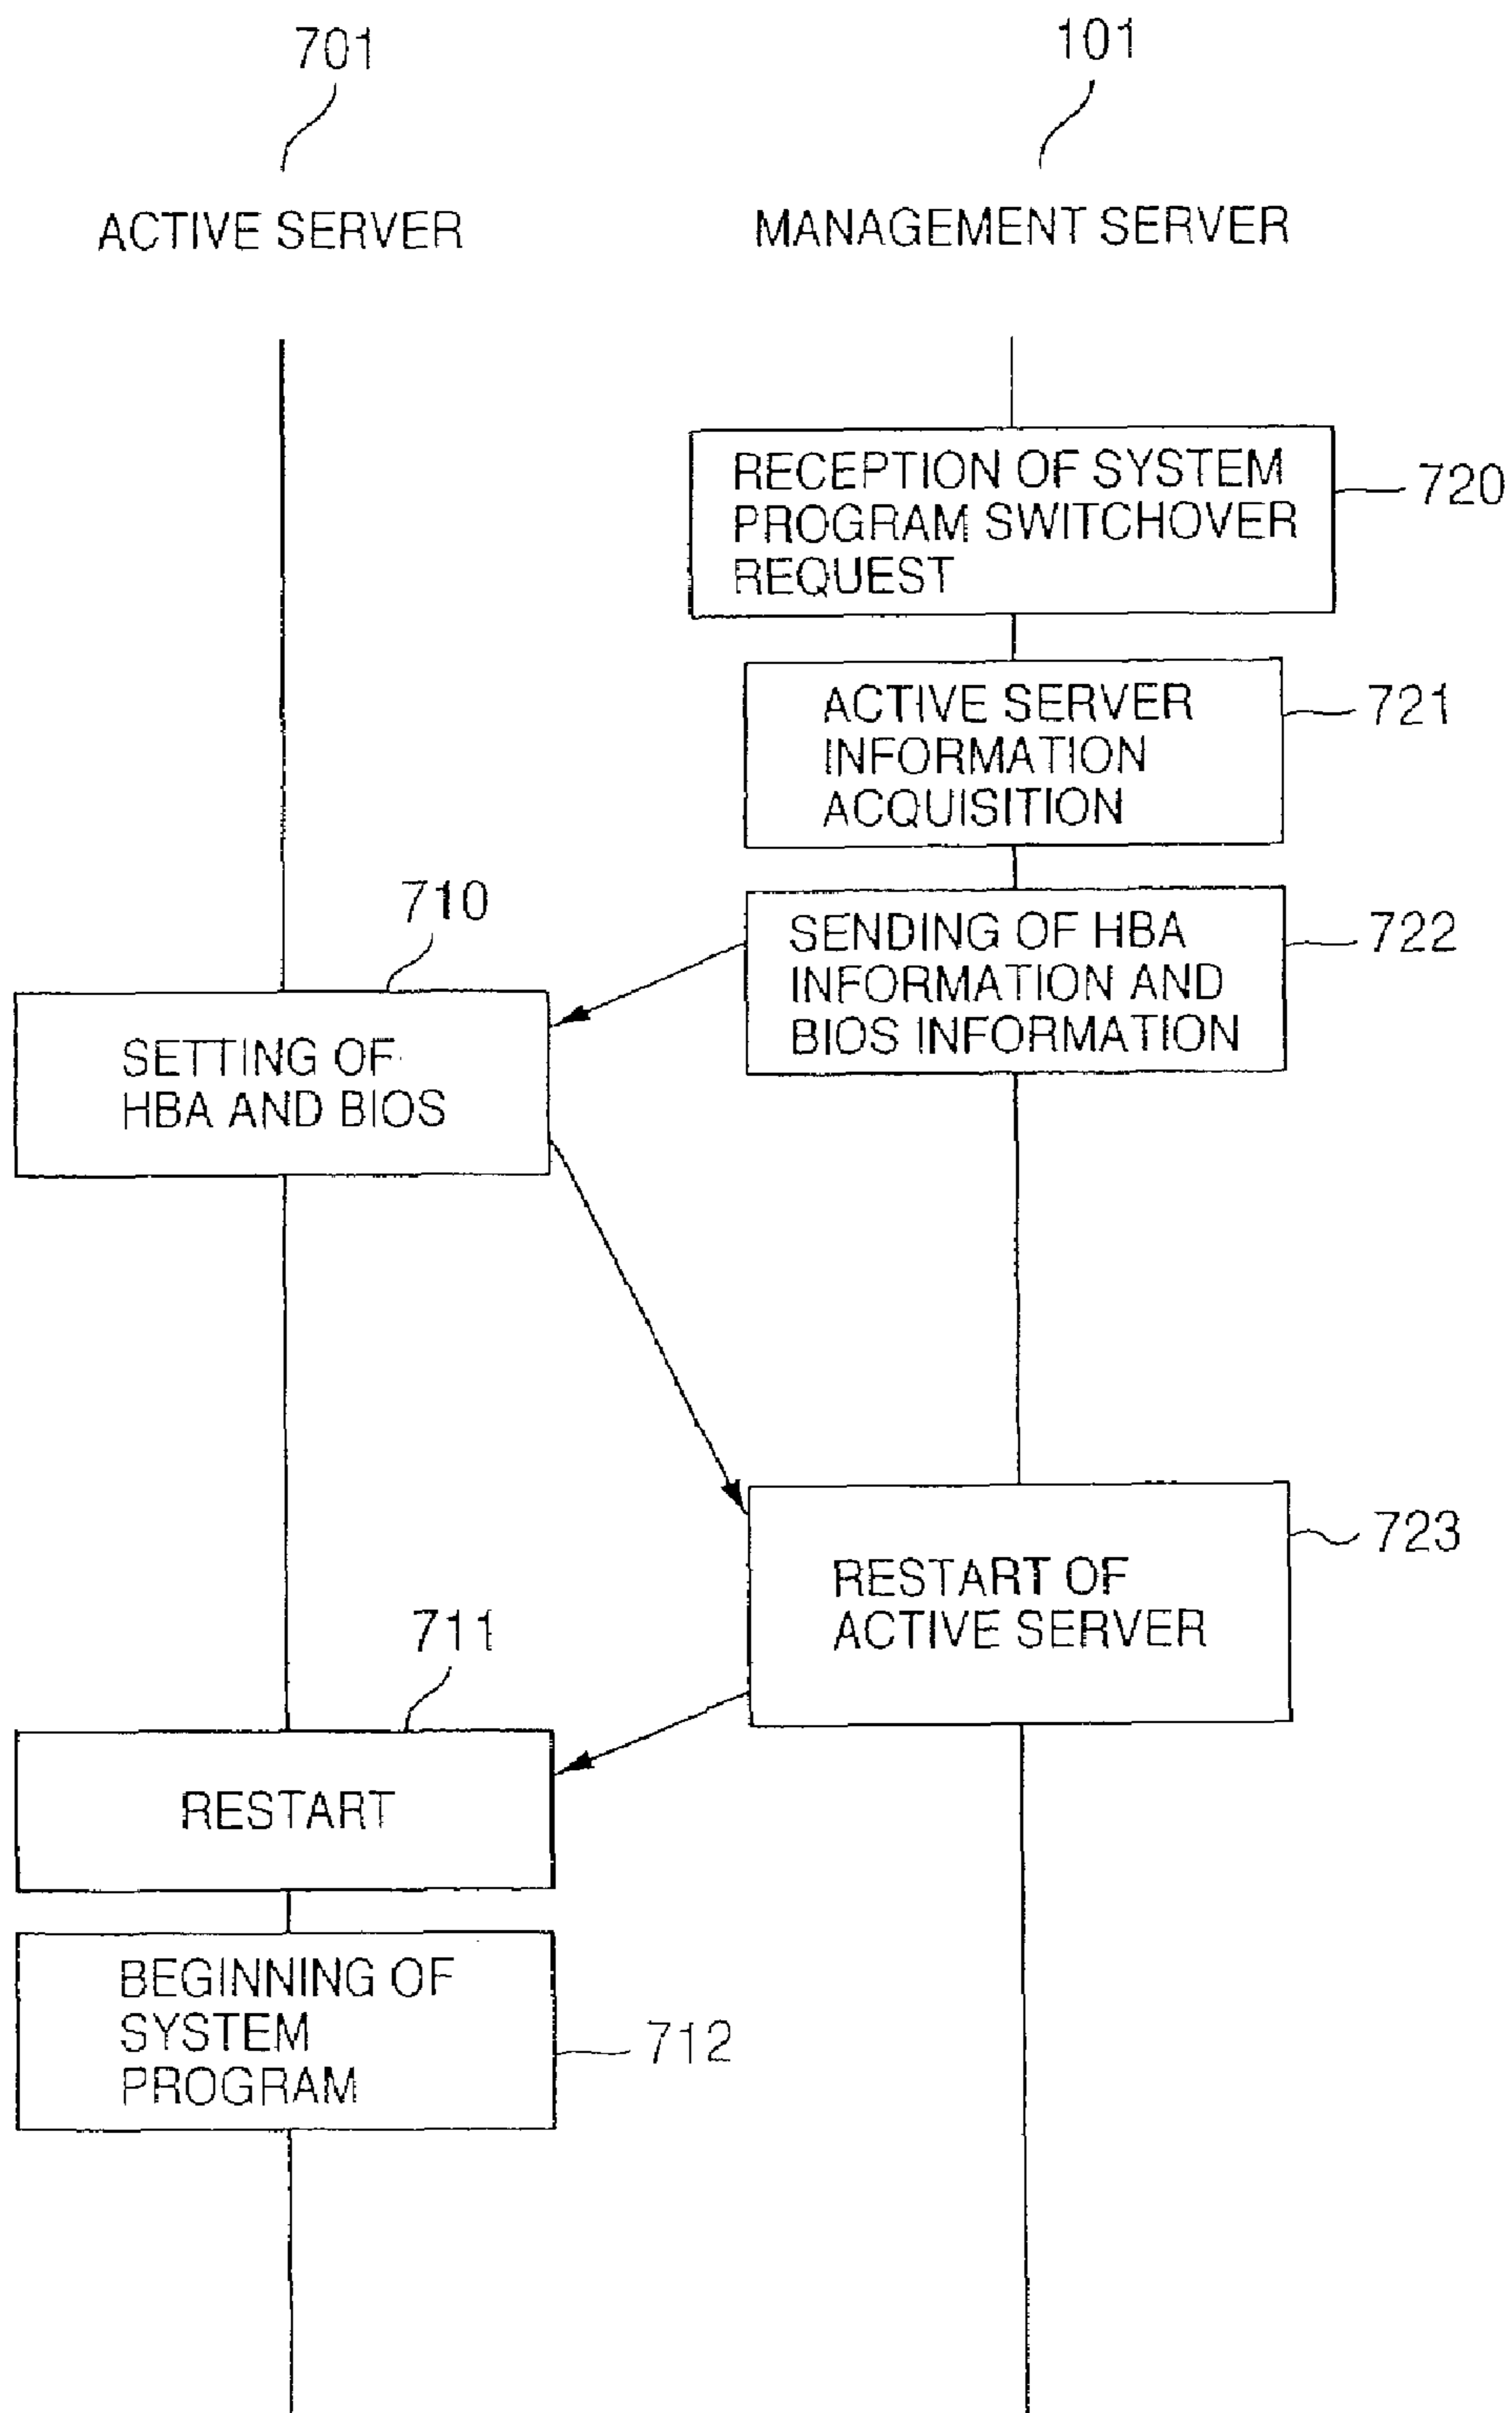 701
101
ACTIVE SERVER
MANAGEMENT SERVER
RECEPTION OF SYSTEM
PROGRAM SWITCHOVER
REQUEST
720
ACTIVE SERVER
INFORMATION
ACQUISITION
721
710
SENDING OF HBA
INFORMATION AND
BIOS INFORMATION
722
SETTING OF
HBA AND BIOS
723
RESTART OF
ACTIVE SERVER
711
RESTART
BEGINNING OF
SYSTEM
PROGRAM
712